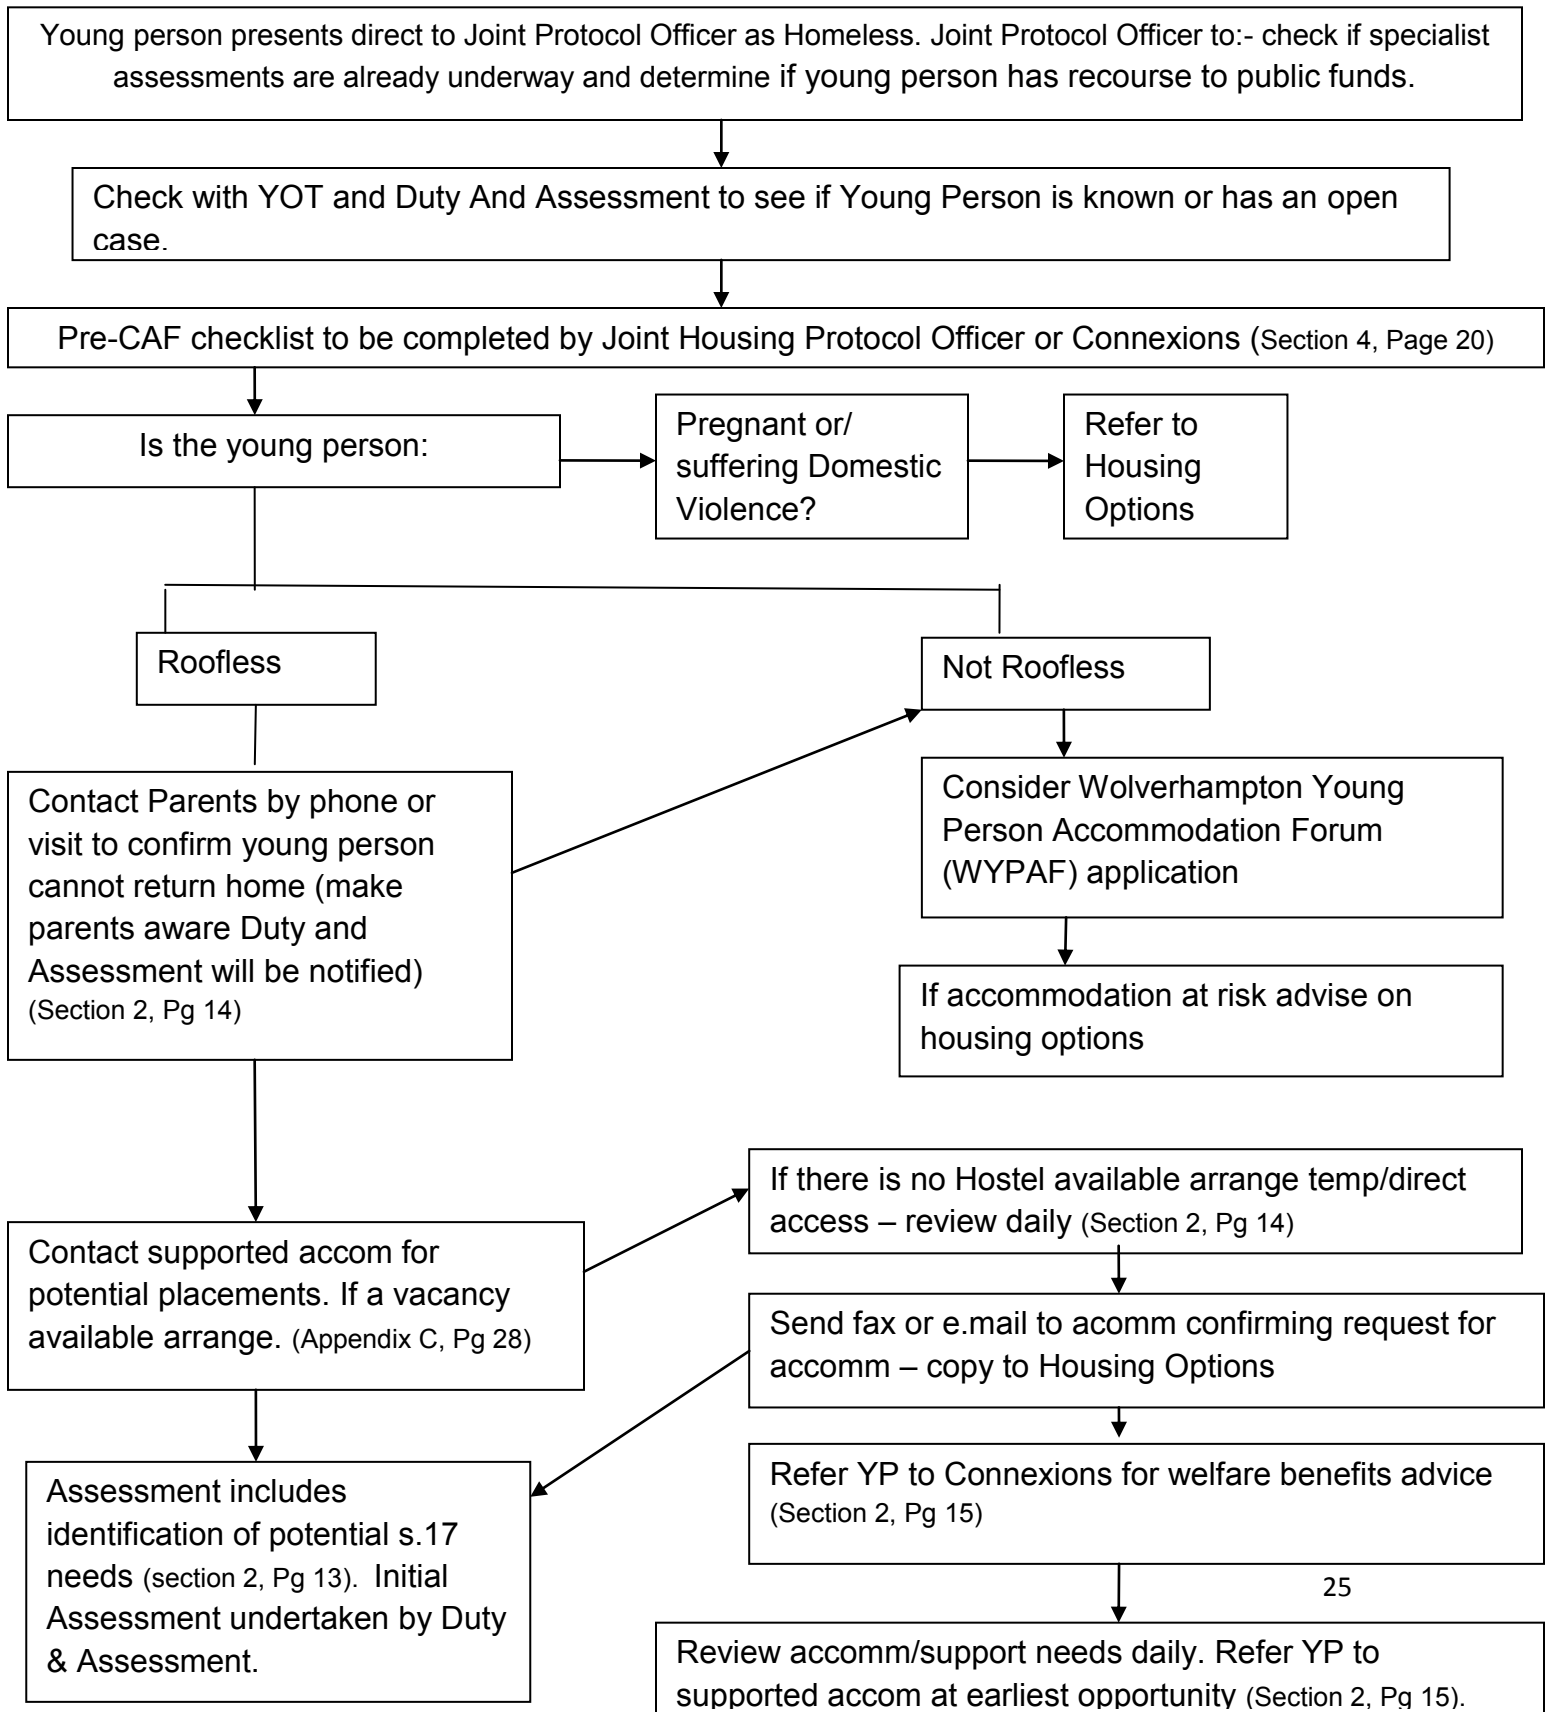 Young person presents direct to Joint Protocol Officer as Homeless. Joint Protocol Officer to:- check if specialist
assessments are already underway and determine if young person has recourse to public funds.
Check with YOT and Duty And Assessment to see if Young Person is known or has an open
case.
Pre-CAF checklist to be completed by Joint Housing Protocol Officer or Connexions (Section 4, Page 20)
Is the young person:
Pregnant or/
suffering Domestic
Violence?
Refer to
Housing
Options
Roofless
Not Roofless
Contact Parents by phone or
visit to confirm young person
cannot return home (make
parents aware Duty and
Assessment will be notified)
(Section 2, Pg 14)
Consider Wolverhampton Young
Person Accommodation Forum
(WYPAF) application
If accommodation at risk advise on
housing options
If there is no Hostel available arrange temp/direct
access – review daily (Section 2, Pg 14)
Contact supported accom for
potential placements. If a vacancy
available arrange. (Appendix C, Pg 28)
Send fax or e.mail to acomm confirming request for
accomm – copy to Housing Options
Assessment includes
identification of potential s.17
needs (section 2, Pg 13). Initial
Assessment undertaken by Duty
& Assessment.
Refer YP to Connexions for welfare benefits advice
(Section 2, Pg 15)
25
Review accomm/support needs daily. Refer YP to
supported accom at earliest opportunity (Section 2, Pg 15).